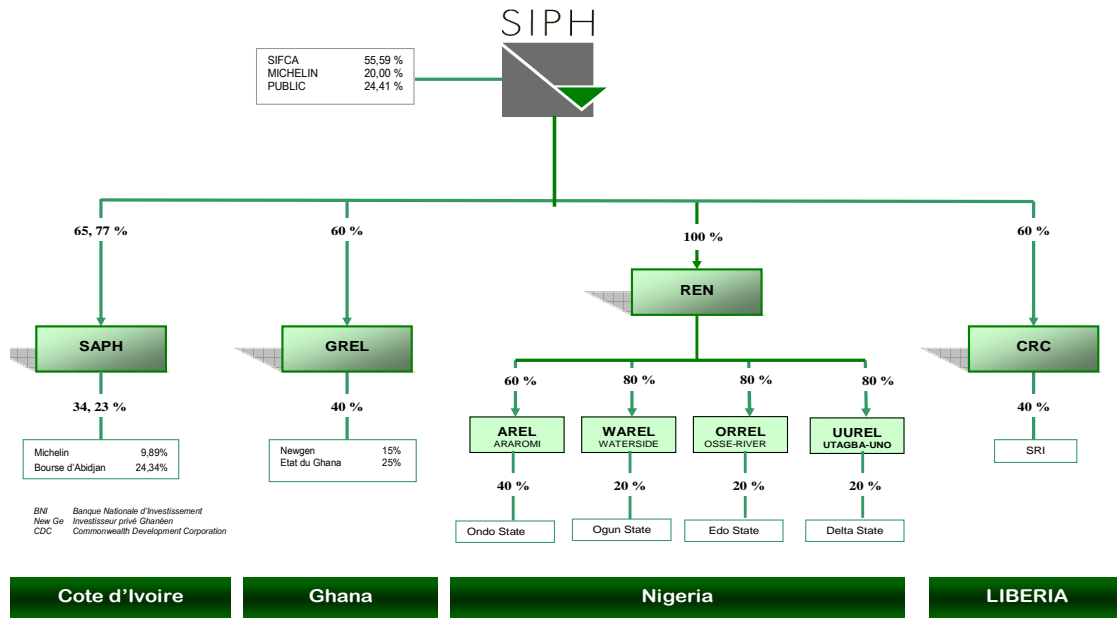 SIPH
SIFCA 55,59 %
MICHELIN 20,00 %
PUBLIC 24,41 %
65, 77 %
60 %
100 %
60 %
REN
SAPH
GREL
CRC
60 %
80 %
80 %
80 %
34, 23 %
40 %
40 %
AREL
ARAROMI
WAREL
WATERSIDE
ORREL
OSSE-RIVER
UUREL
UTAGBA-UNO
Michelin 9,89%
Bourse d'Abidjan 24,34%
Newgen 15%
Etat du Ghana 25%
SRI
40 %
20 %
20 %
20 %
Ondo State
Ogun State
Edo State
Delta State
BNI Banque Nationale d'Investissement
New Ge Investisseur privé Ghanéen
CDC Commonwealth Development Corporation
Cote d'Ivoire
Ghana
Nigeria
LIBERIA